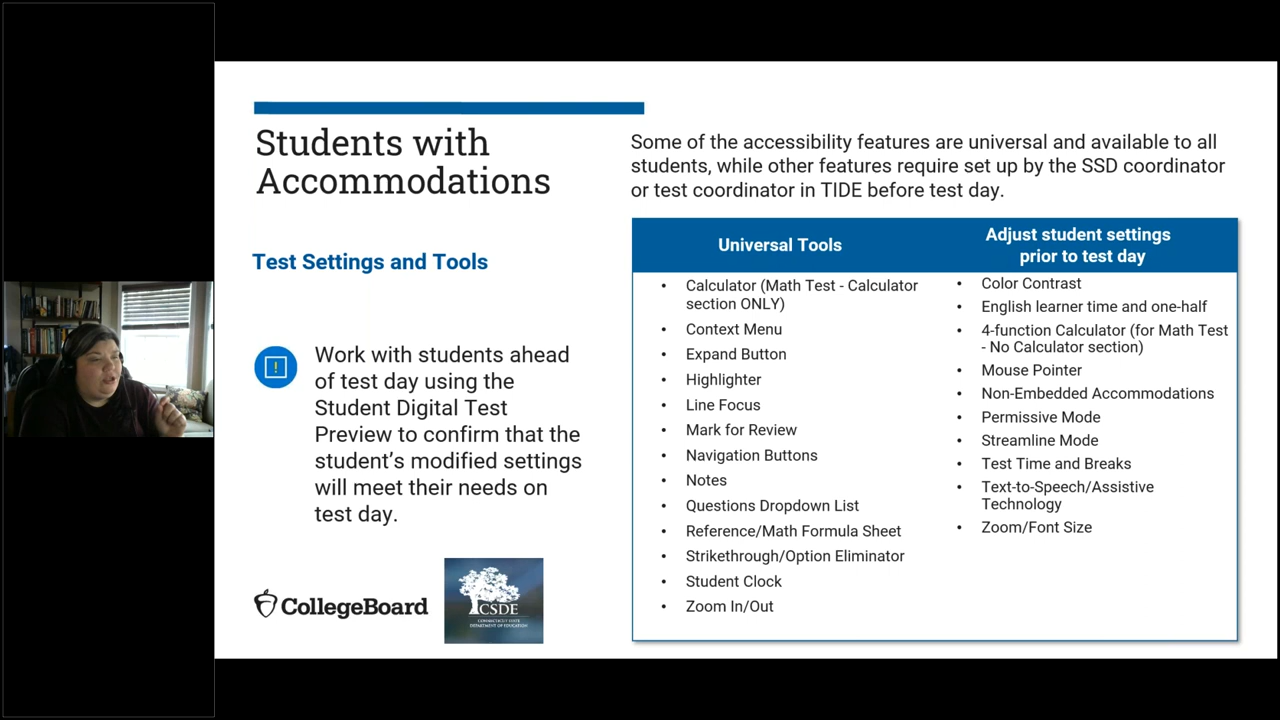 Students with
Accommodations
Test Settings and Tools
Work with students ahead
of test day using the
Student Digital Test
Preview to confirm that the
student's modified settings
will meet their needs on
test day.
CollegeBoard
CSDE
CONNECTICUT STATE
DEPARTMENT OF EDUCATION
Some of the accessibility features are universal and available to all
students, while other features require set up by the SSD coordinator
or test coordinator in TIDE before test day.
Universal Tools
• Calculator (Math Test - Calculator
section ONLY)
• Context Menu
• Expand Button
• Highlighter
• Line Focus
• Mark for Review
• Navigation Buttons
• Notes
• Questions Dropdown List
• Reference/Math Formula Sheet
• Strikethrough/Option Eliminator
• Student Clock
• Zoom In/Out
Adjust student settings
prior to test day
• Color Contrast
• English learner time and one-half
• 4-function Calculator (for Math Test
- No Calculator section)
• Mouse Pointer
• Non-Embedded Accommodations
• Permissive Mode
• Streamline Mode
• Test Time and Breaks
• Text-to-Speech/Assistive
Technology
• Zoom/Font Size